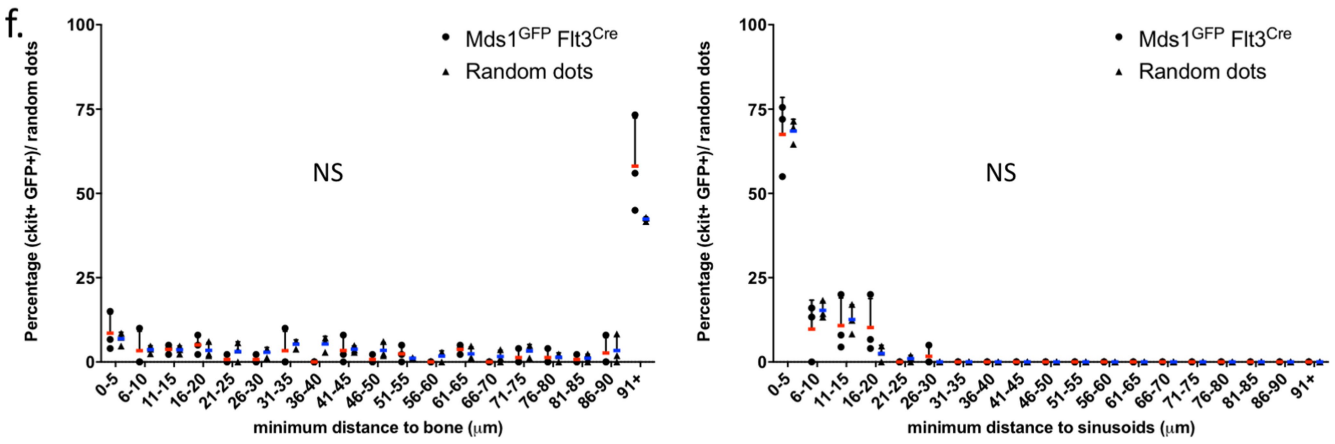 f.
Percentage (ckit+ GFP+)/ random dots
100
75
50
25
0
Mds1GFP Flt3Cre
Random dots
NS
0-5 6-10 11-15 16-20 21-25 26-30 31-35 36-40 41-45 46-50 51-55 56-60 61-65 66-70 71-75 76-80 81-85 86-90 91+
minimum distance to bone (μm)
Percentage (ckit+ GFP+)/ random dots
100
75
50
25
0
Mds1GFP Flt3Cre
Random dots
NS
0-5 6-10 11-15 16-20 21-25 26-30 31-35 36-40 41-45 46-50 51-55 56-60 61-65 66-70 71-75 76-80 81-85 86-90 91+
minimum distance to sinusoids (μm)